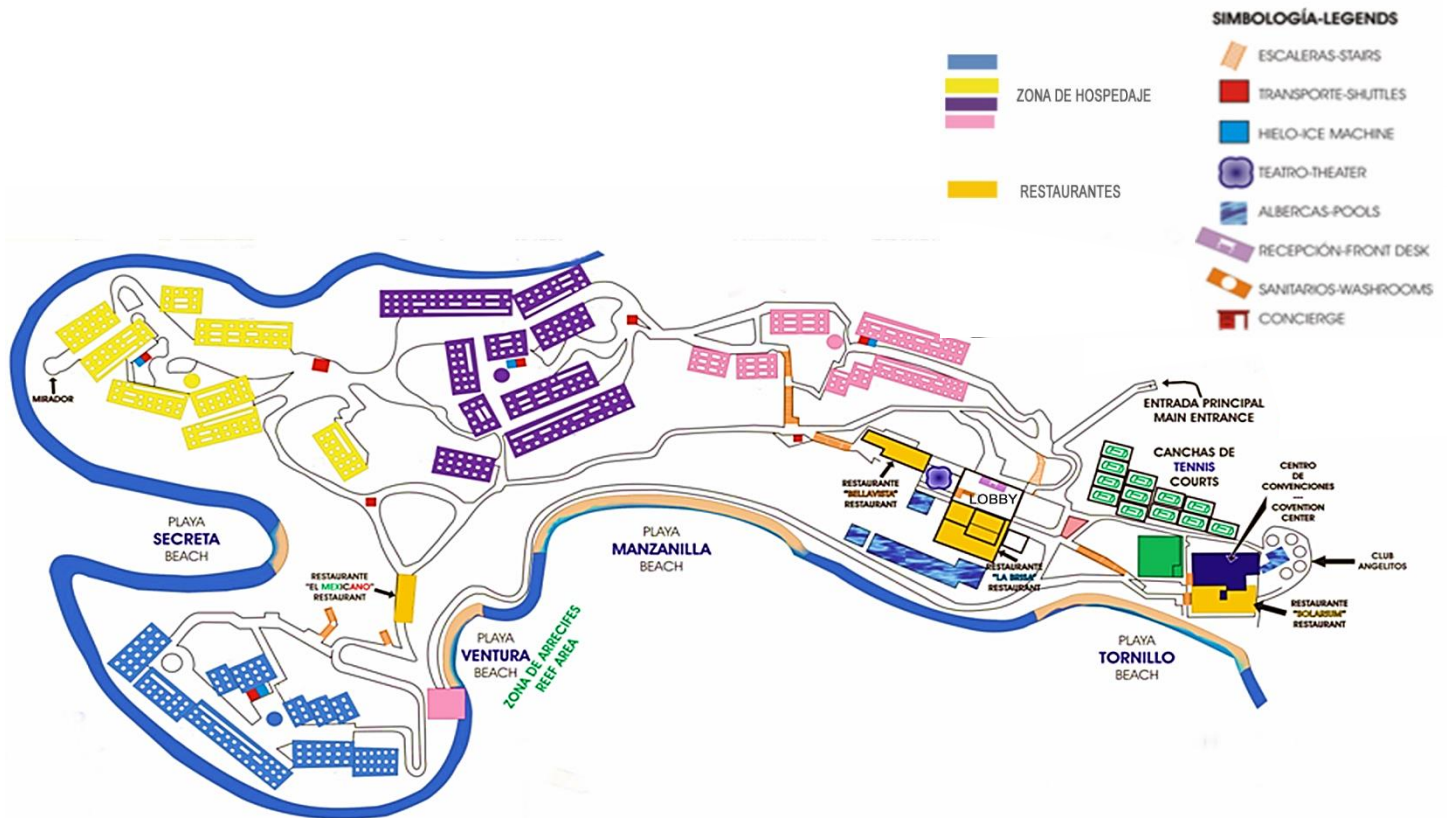 SIMBOLOGÍA-LEGENDS
ESCALERAS-STAIRS
TRANSPORTE-SHUTTLES
HIELO-ICE MACHINE
TEATRO-THEATER
ALBERCAS-POOLS
RECEPCIÓN-FRONT DESK
SANITARIOS-WASHROOMS
CONCIERGE
ZONA DE HOSPEDAJE
RESTAURANTES
MIRADOR
ENTRADA PRINCIPAL
MAIN ENTRANCE
CANCHAS DE
TENNIS
COURTS
CENTRO
DE
CONVENCIONES
COVENTION
CENTER
CLUB
ANGELITOS
RESTAURANTE
"BELLAVISTA"
RESTAURANT
LOBBY
RESTAURANTE
"LA BRISA"
RESTAURANT
RESTAURANTE
"SOLARIUM"
RESTAURANT
PLAYA
SECRETA
BEACH
PLAYA
MANZANILLA
BEACH
RESTAURANTE
"EL MEXICANO"
RESTAURANT
PLAYA
VENTURA
BEACH
ZONA DE ARRECIFES
REEF AREA
PLAYA
TORNILLO
BEACH